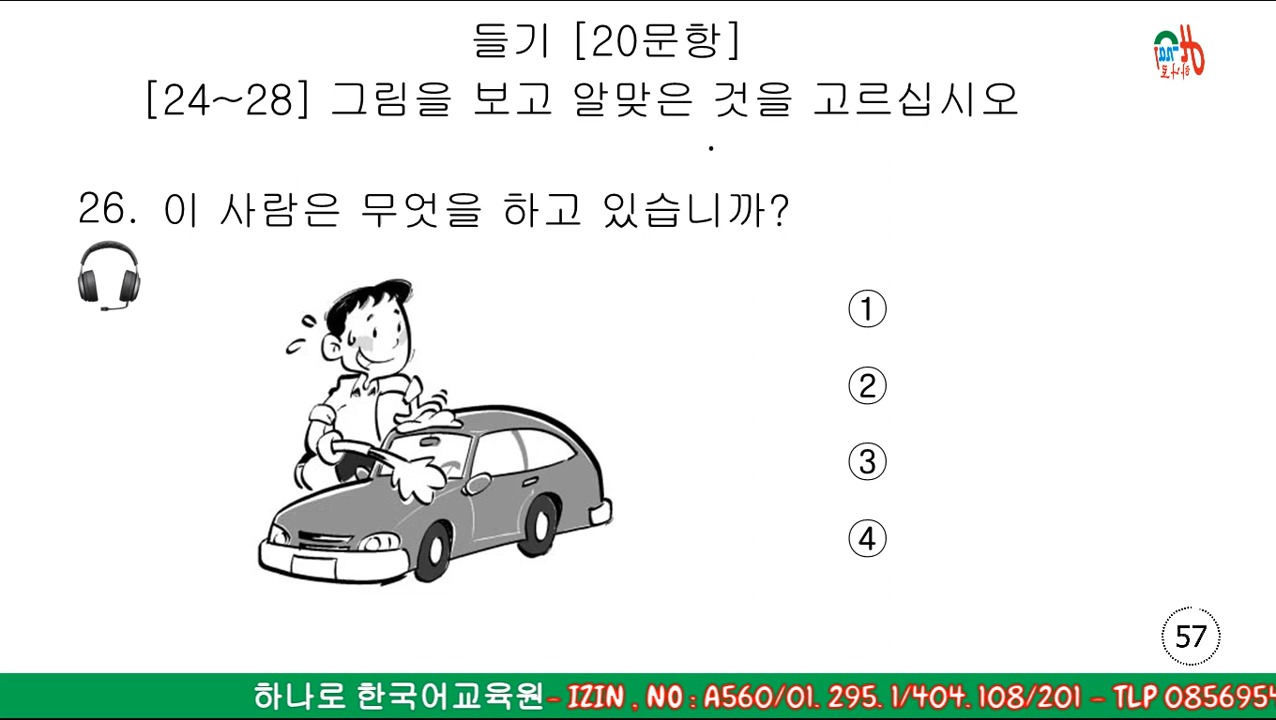 들기 [20문항]
[24~28] 그림을 보고 알맞은 것을 고르십시오
.
26. 이 사람은 무엇을 하고 있습니까?
①
②
③
④
57
하나로 한국어교육원 - IZIN . NO : A560/01. 295. 1/404. 108/201 - TLP 0856954